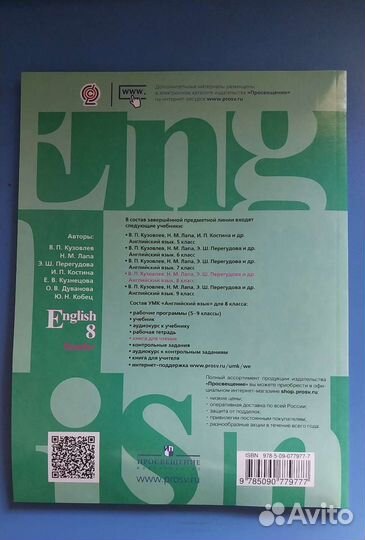 www.
Дополнительные материалы размещены
в электронном каталоге издательства «Просвещение»
на интернет-ресурсе www.prosv.ru
Eng
Авторы:
В. П. Кузовлев
Н. М. Лапа
Э. Ш. Перегудова
И. П. Костина
Е. В. Кузнецова
О. В. Дуванова
Ю. Н. Кобец
English
8
В состав завершённой предметной линии входят
следующие учебники:
• В. П. Кузовлев, Н. М. Лапа, И. П. Костина и др.
Английский язык. 5 класс
• В. П. Кузовлев, Н. М. Лапа, Э. Ш. Перегудова и др.
Английский язык. 6 класс
• В. П. Кузовлев, Н. М. Лапа, Э. Ш. Перегудова и др.
Английский язык. 7 класс
• В. П. Кузовлев, Н. М. Лапа, Э. Ш. Перегудова и др.
Английский язык. 8 класс
• В. П. Кузовлев, Н. М. Лапа, Э. Ш. Перегудова и др.
Английский язык. 9 класс
Состав УМК «Английский язык» для 8 класса:
• рабочие программы (5–9 классы)
• учебник
• аудиокурс к учебнику
• рабочая тетрадь
• книга для чтения
• контрольные задания
• аудиокурс к контрольным заданиям
• книга для учителя
• интернет-поддержка www.prosv.ru/umk/we
Полный ассортимент продукции издательства
«Просвещение» вы можете приобрести в офи-
циальном интернет-магазине shop.prosv.ru:
- низкие цены;
- оперативная доставка по всей России;
- защита от подделок;
- привилегии постоянным покупателям;
- разнообразные акции в течение всего года.
ish
ПРОСВЕЩЕНИЕ
ИЗДАТЕЛЬСТВО
www.prosv.ru
ISBN 978-5-09-077977-7
9 785090 779777
Avito